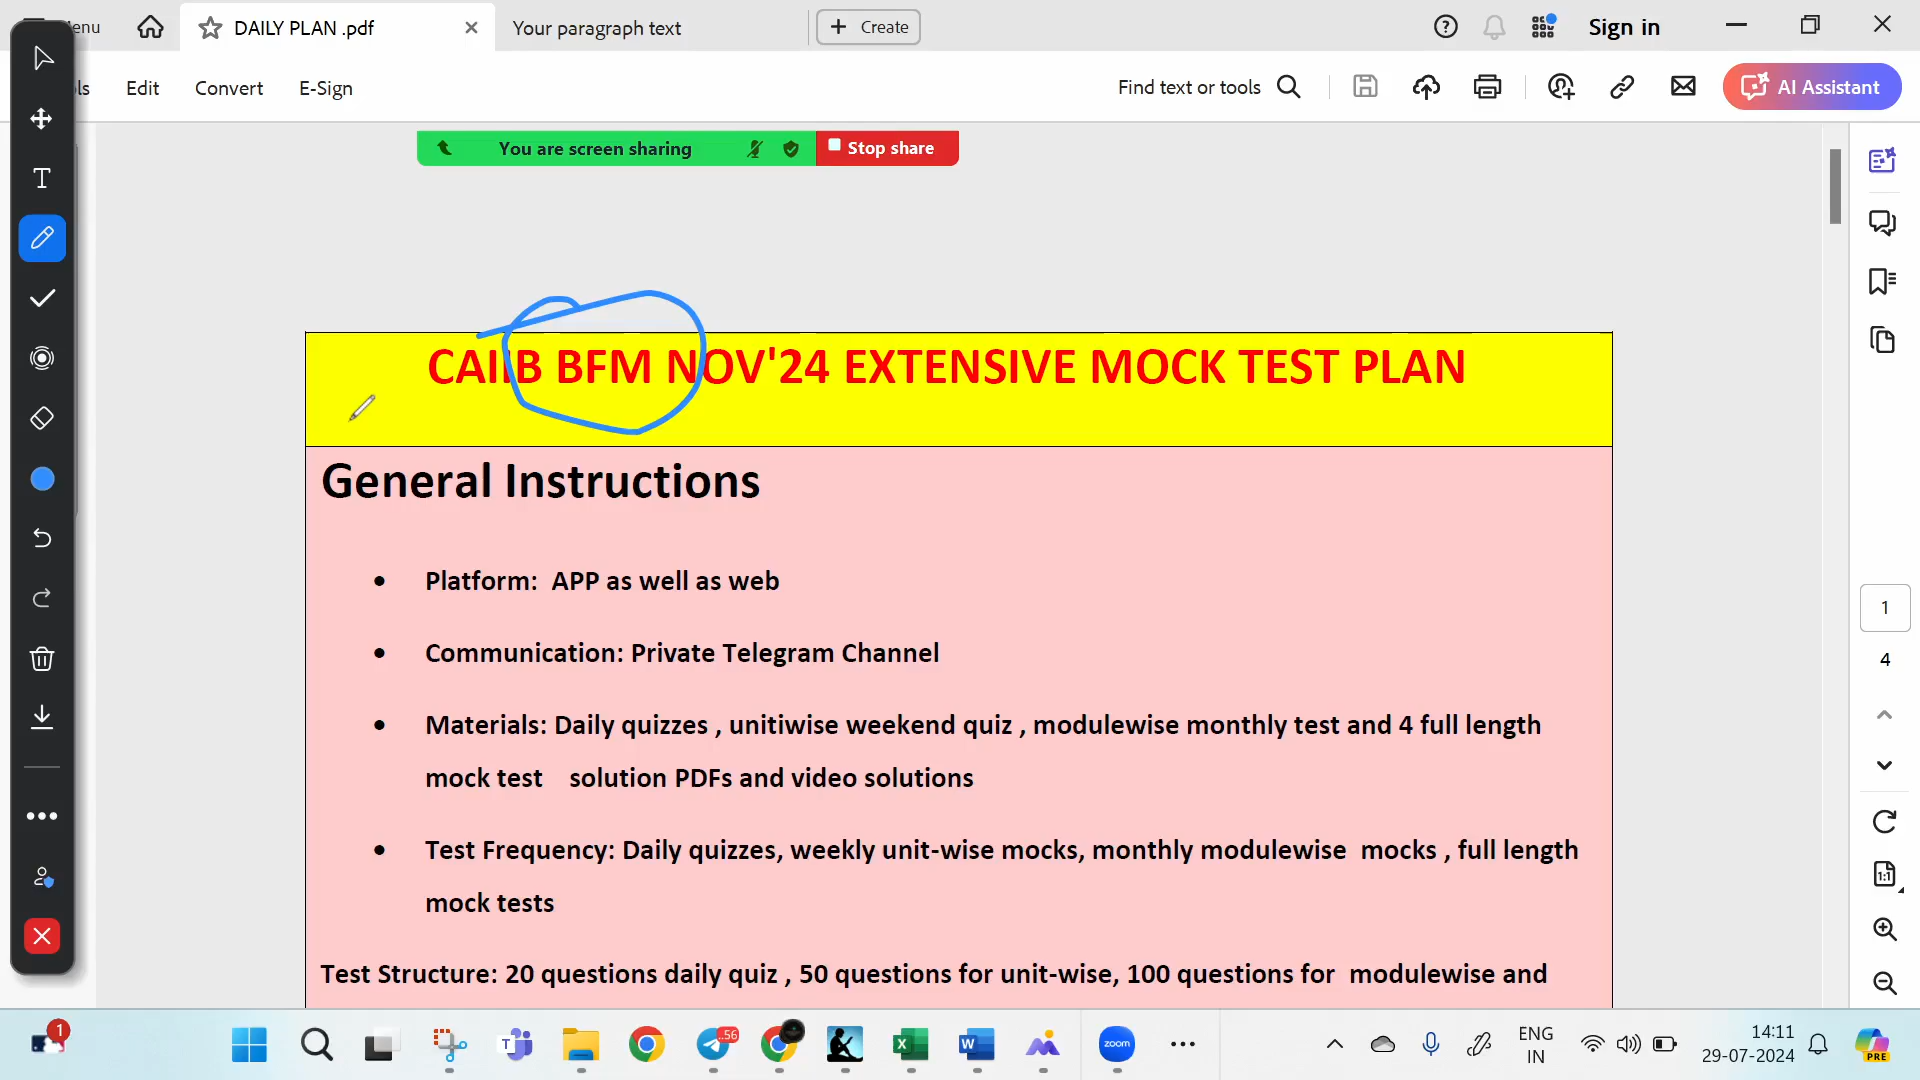 enu
DAILY PLAN .pdf
Your paragraph text
Create
Sign in
ls
Edit
Convert
E-Sign
Find text or tools
AI Assistant
You are screen sharing
Stop share
CAIIB BFM NOV'24 EXTENSIVE MOCK TEST PLAN
General Instructions
• Platform:  APP as well as web
• Communication: Private Telegram Channel
• Materials: Daily quizzes , unitiwise weekend quiz , modulewise monthly test and 4 full length
mock test    solution PDFs and video solutions
• Test Frequency: Daily quizzes, weekly unit-wise mocks, monthly modulewise  mocks , full length
mock tests
Test Structure: 20 questions daily quiz , 50 questions for unit-wise, 100 questions for  modulewise and
T
1
4
1:1
1
T
..56
X
W
zoom
ENG
IN
14:11
29-07-2024
PRE